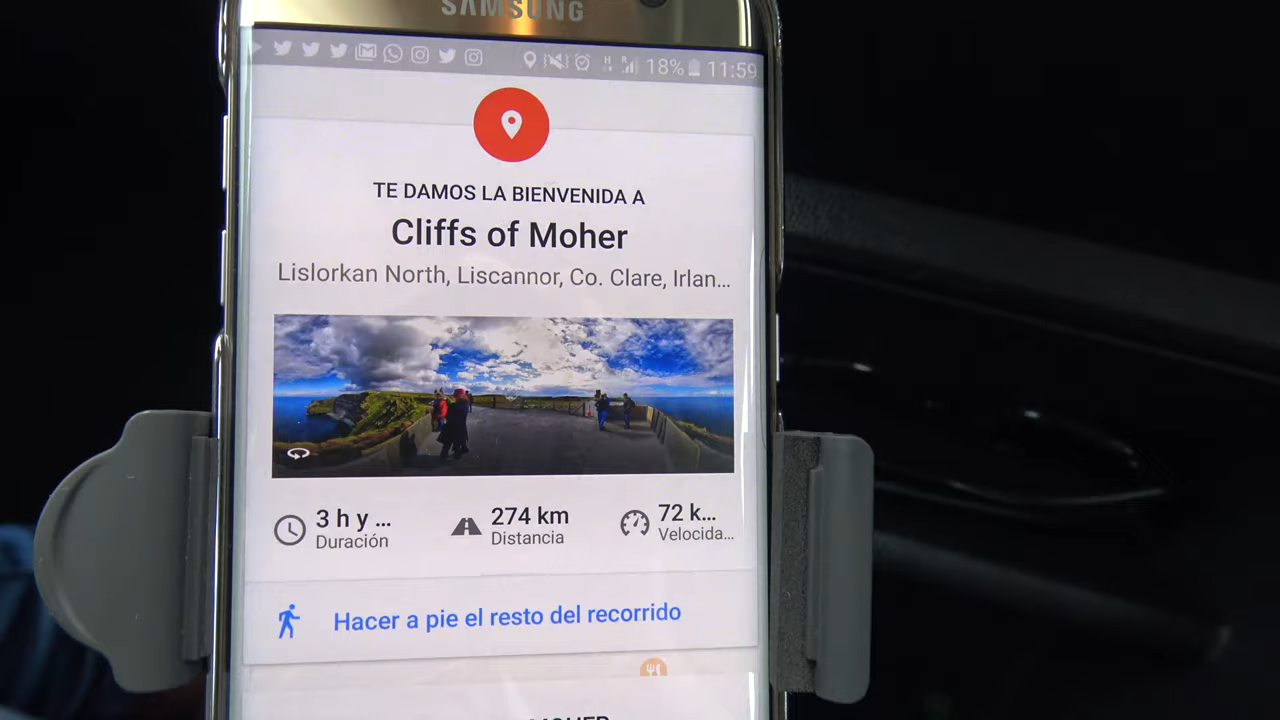 SAMSUNG
18% 11:59
TE DAMOS LA BIENVENIDA A
Cliffs of Moher
Lislorkan North, Liscannor, Co. Clare, Irlan...
3 h y ... 274 km 72 k...
Duración Distancia Velocida...
Hacer a pie el resto del recorrido